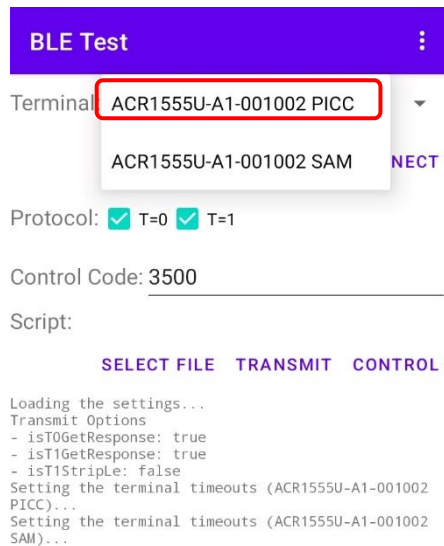 BLE Test
Terminal
ACR1555U-A1-001002 PICC
ACR1555U-A1-001002 SAM
NECT
Protocol: T=0 T=1
Control Code: 3500
Script:
SELECT FILE TRANSMIT CONTROL
Loading the settings...
Transmit Options
- isT0GetResponse: true
- isT1GetResponse: true
- isT1StripLe: false
Setting the terminal timeouts (ACR1555U-A1-001002
PICC)...
Setting the terminal timeouts (ACR1555U-A1-001002
SAM)...